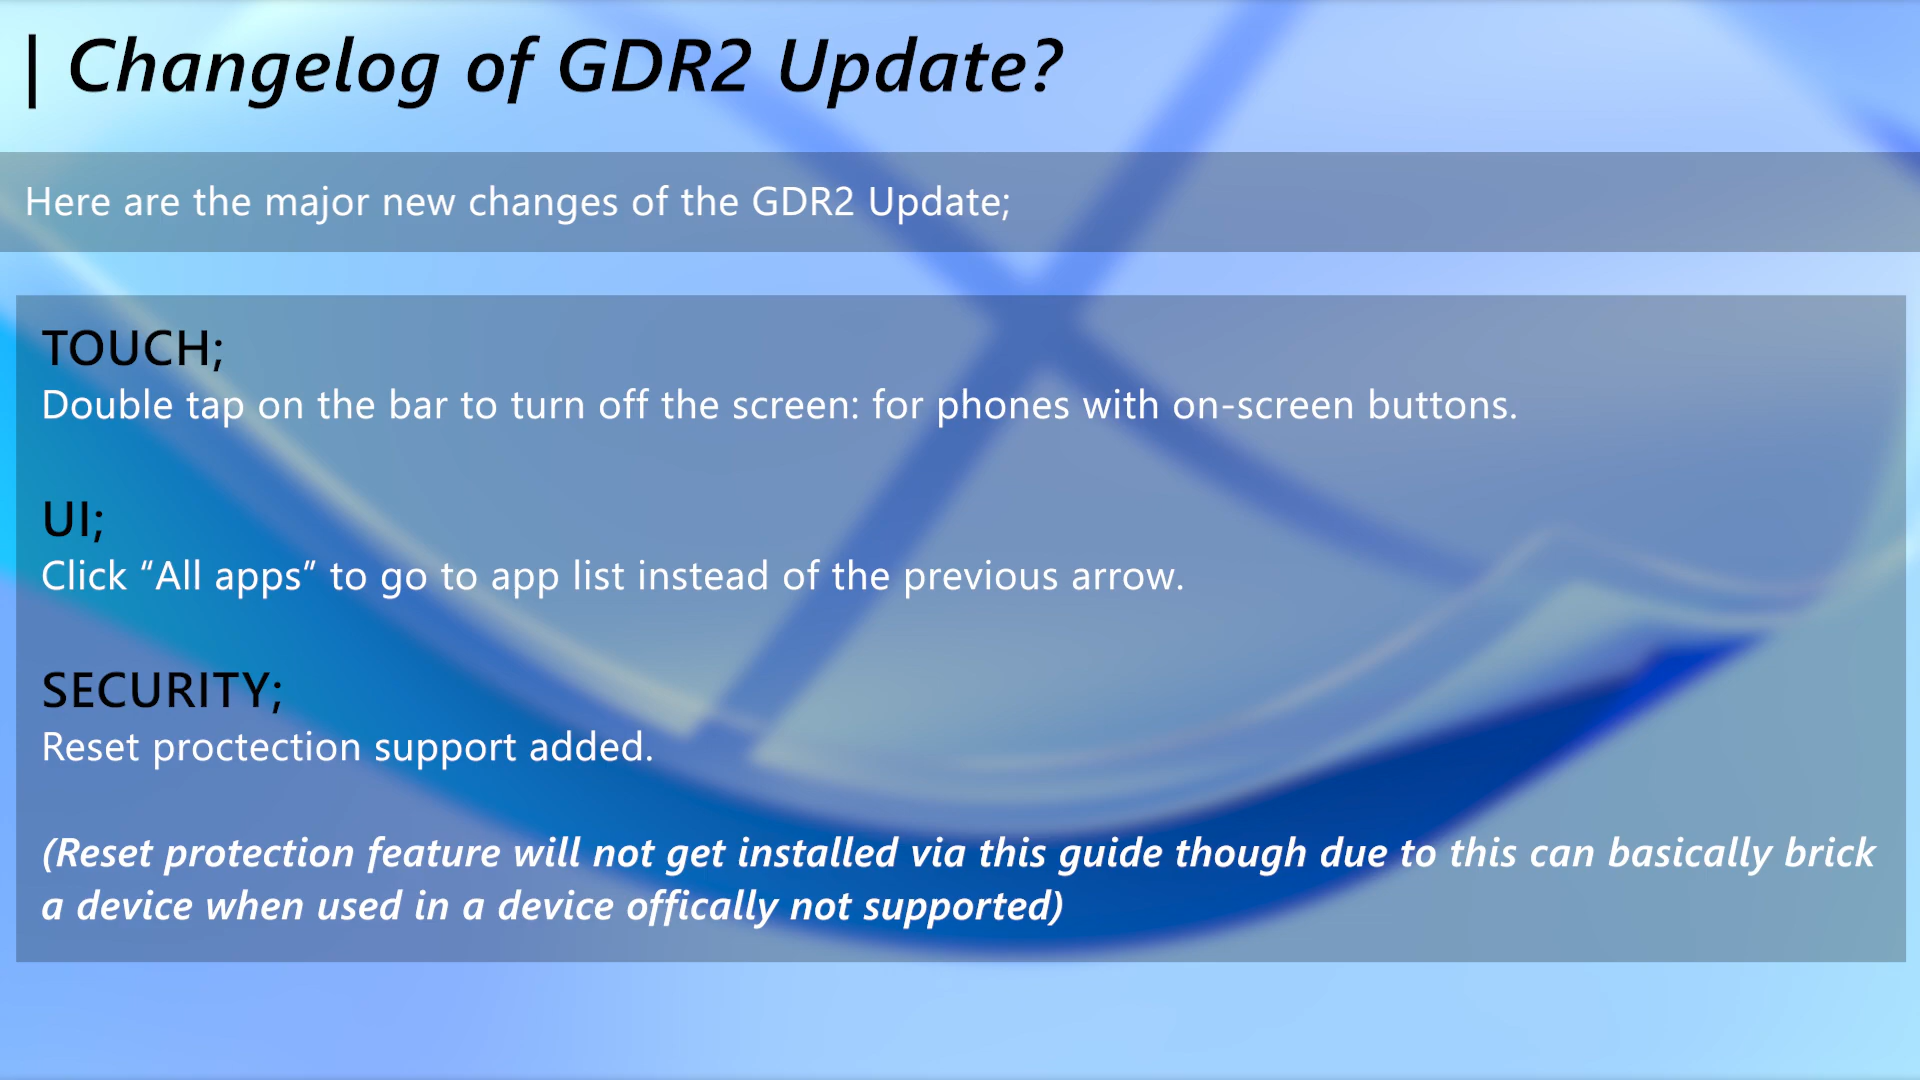 | Changelog of GDR2 Update?
Here are the major new changes of the GDR2 Update;
TOUCH;
Double tap on the bar to turn off the screen: for phones with on-screen buttons.
UI;
Click “All apps” to go to app list instead of the previous arrow.
SECURITY;
Reset proctection support added.
(Reset protection feature will not get installed via this guide though due to this can basically brick
a device when used in a device offically not supported)